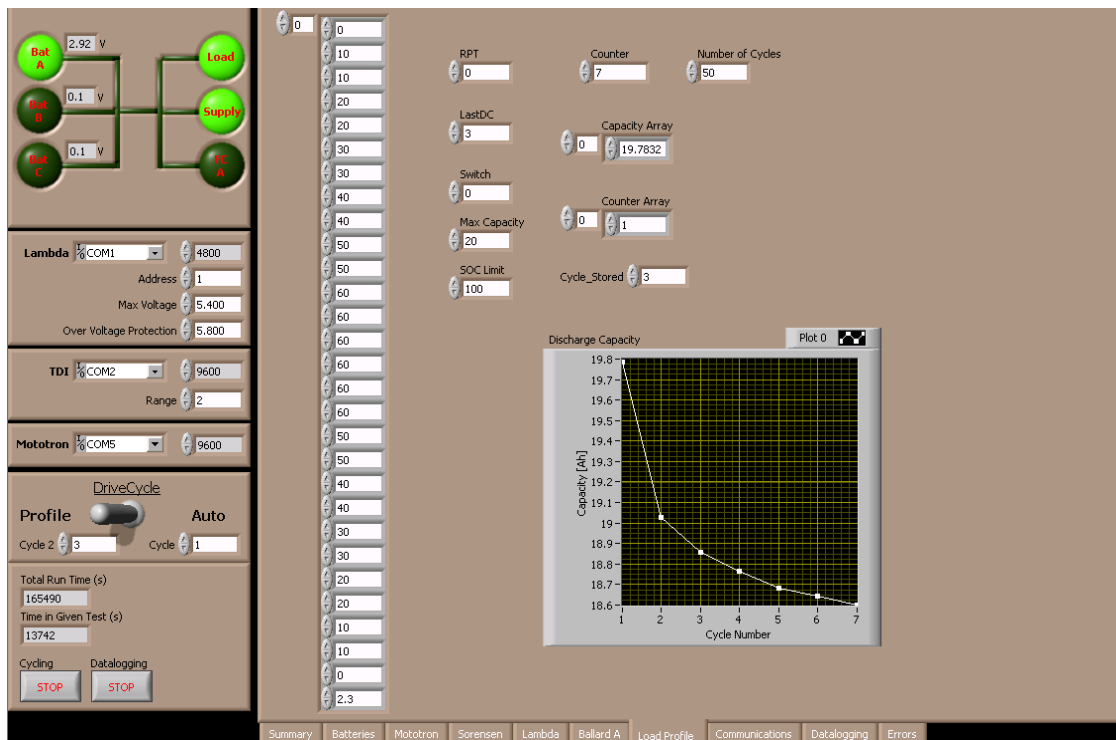 Bat A
2.92 V
Load
Bat B
0.1 V
Supply
Bat C
0.1 V
FC A
Lambda COM1 4800
Address 1
Max Voltage 5.400
Over Voltage Protection 5.800
TDI COM2 9600
Range 2
Mototron COM5 9600
DriveCycle
Profile Auto
Cycle 2 3 Cycle 1
Total Run Time (s)
165490
Time in Given Test (s)
13742
Cycling Datalogging
STOP STOP
0
0
10
10
20
20
30
30
40
40
50
50
60
60
60
60
60
60
50
50
40
40
30
30
20
20
10
10
0
2.3
RPT
0
Counter
7
Number of Cycles
50
LastDC
3
Capacity Array
0 19.7832
Switch
0
Counter Array
0 1
Max Capacity
20
SOC Limit
100
Cycle_Stored 3
Discharge Capacity
Plot 0
Capacity [Ah]
19.8
19.7
19.6
19.5
19.4
19.3
19.2
19.1
19
18.9
18.8
18.7
18.6
1 2 3 4 5 6 7
Cycle Number
Summary Batteries Mototron Sorensen Lambda Ballard A Load Profile Communications Datalogging Errors